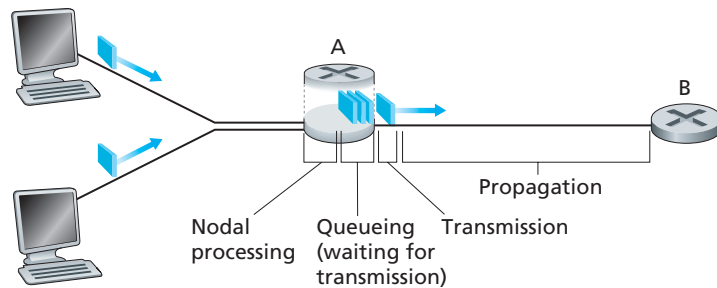 A
B
Propagation
Nodal
processing
Queueing
(waiting for
transmission)
Transmission